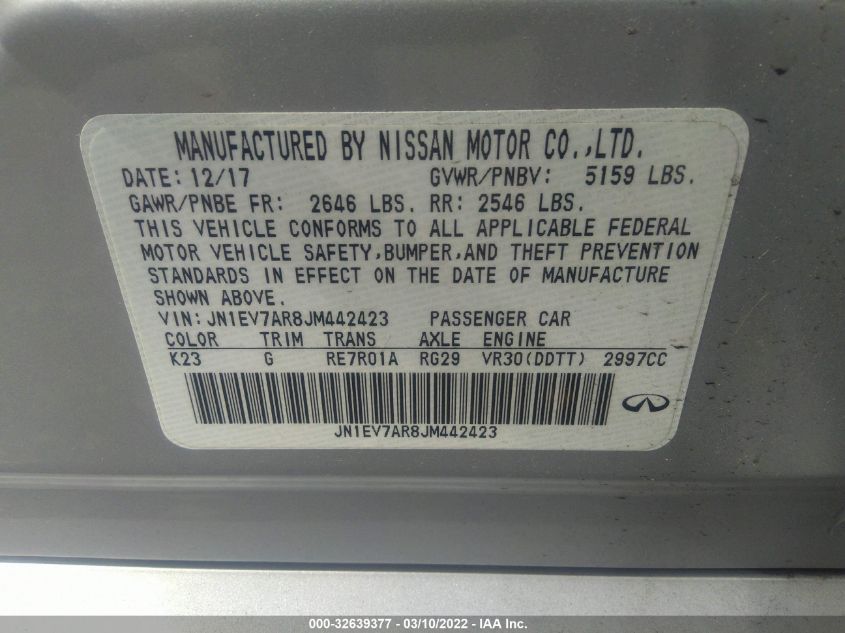 MANUFACTURED BY NISSAN MOTOR CO.,LTD.
DATE: 12/17 GVWR/PNBV: 5159 LBS.
GAWR/PNBE FR: 2646 LBS. RR: 2546 LBS.
THIS VEHICLE CONFORMS TO ALL APPLICABLE FEDERAL
MOTOR VEHICLE SAFETY,BUMPER,AND THEFT PREVENTION
STANDARDS IN EFFECT ON THE DATE OF MANUFACTURE
SHOWN ABOVE.
VIN: JN1EV7AR8JM442423 PASSENGER CAR
COLOR TRIM TRANS AXLE ENGINE
K23 G RE7R01A RG29 VR30(DDTT) 2997CC
JN1EV7AR8JM442423
000-32639377 - 03/10/2022 - IAA Inc.